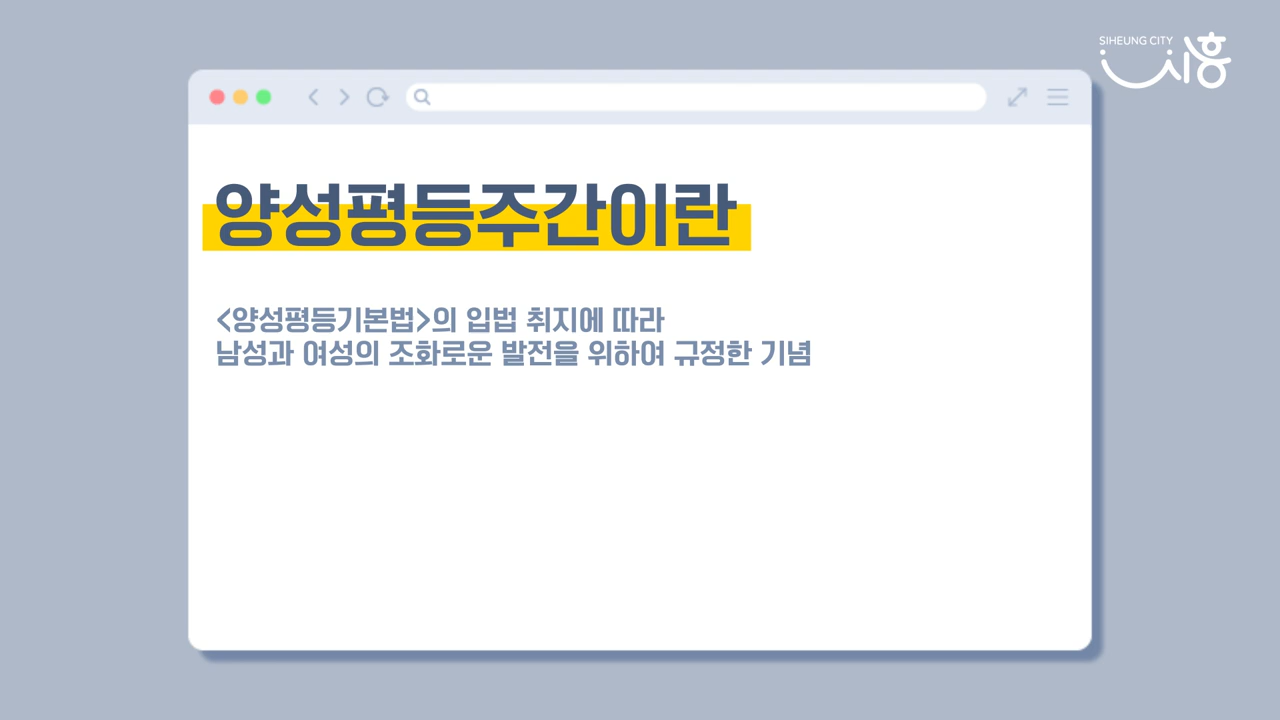 SIHEUNG CITY
시흥
양성평등주간이란
<양성평등기본법>의 입법 취지에 따라
남성과 여성의 조화로운 발전을 위하여 규정한 기념